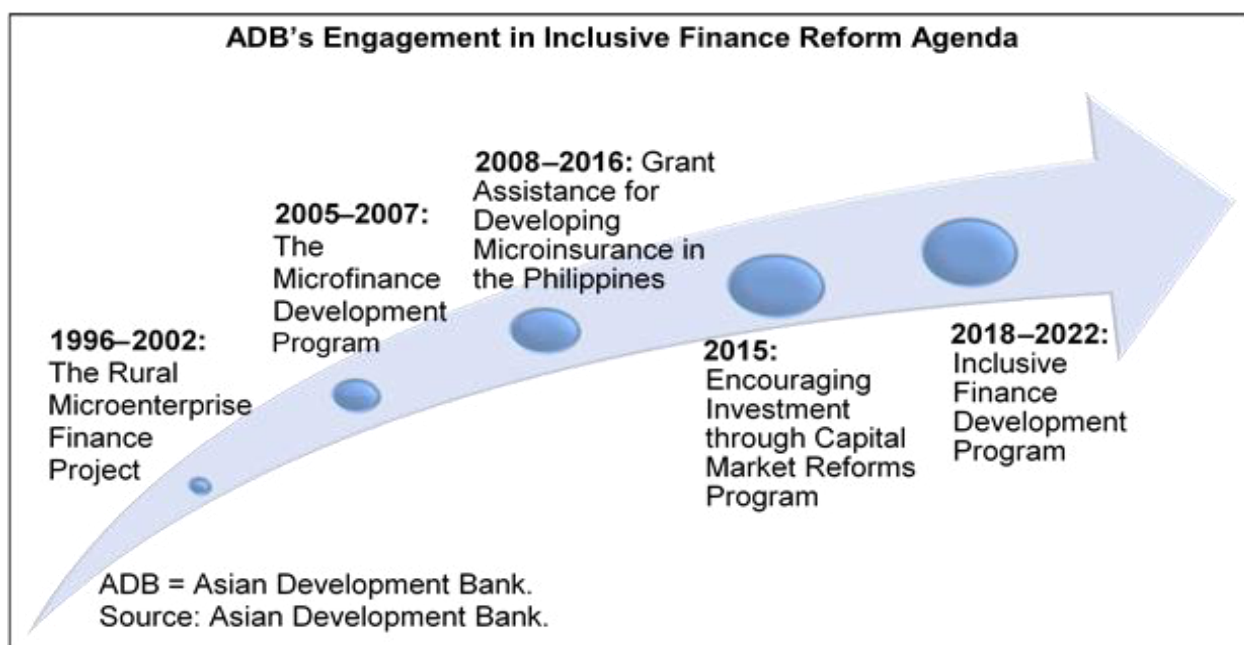 ADB's Engagement in Inclusive Finance Reform Agenda
1996–2002:
The Rural
Microenterprise
Finance
Project
2005–2007:
The
Microfinance
Development
Program
2008–2016: Grant
Assistance for
Developing
Microinsurance in
the Philippines
2015:
Encouraging
Investment
through Capital
Market Reforms
Program
2018–2022:
Inclusive
Finance
Development
Program
ADB = Asian Development Bank.
Source: Asian Development Bank.